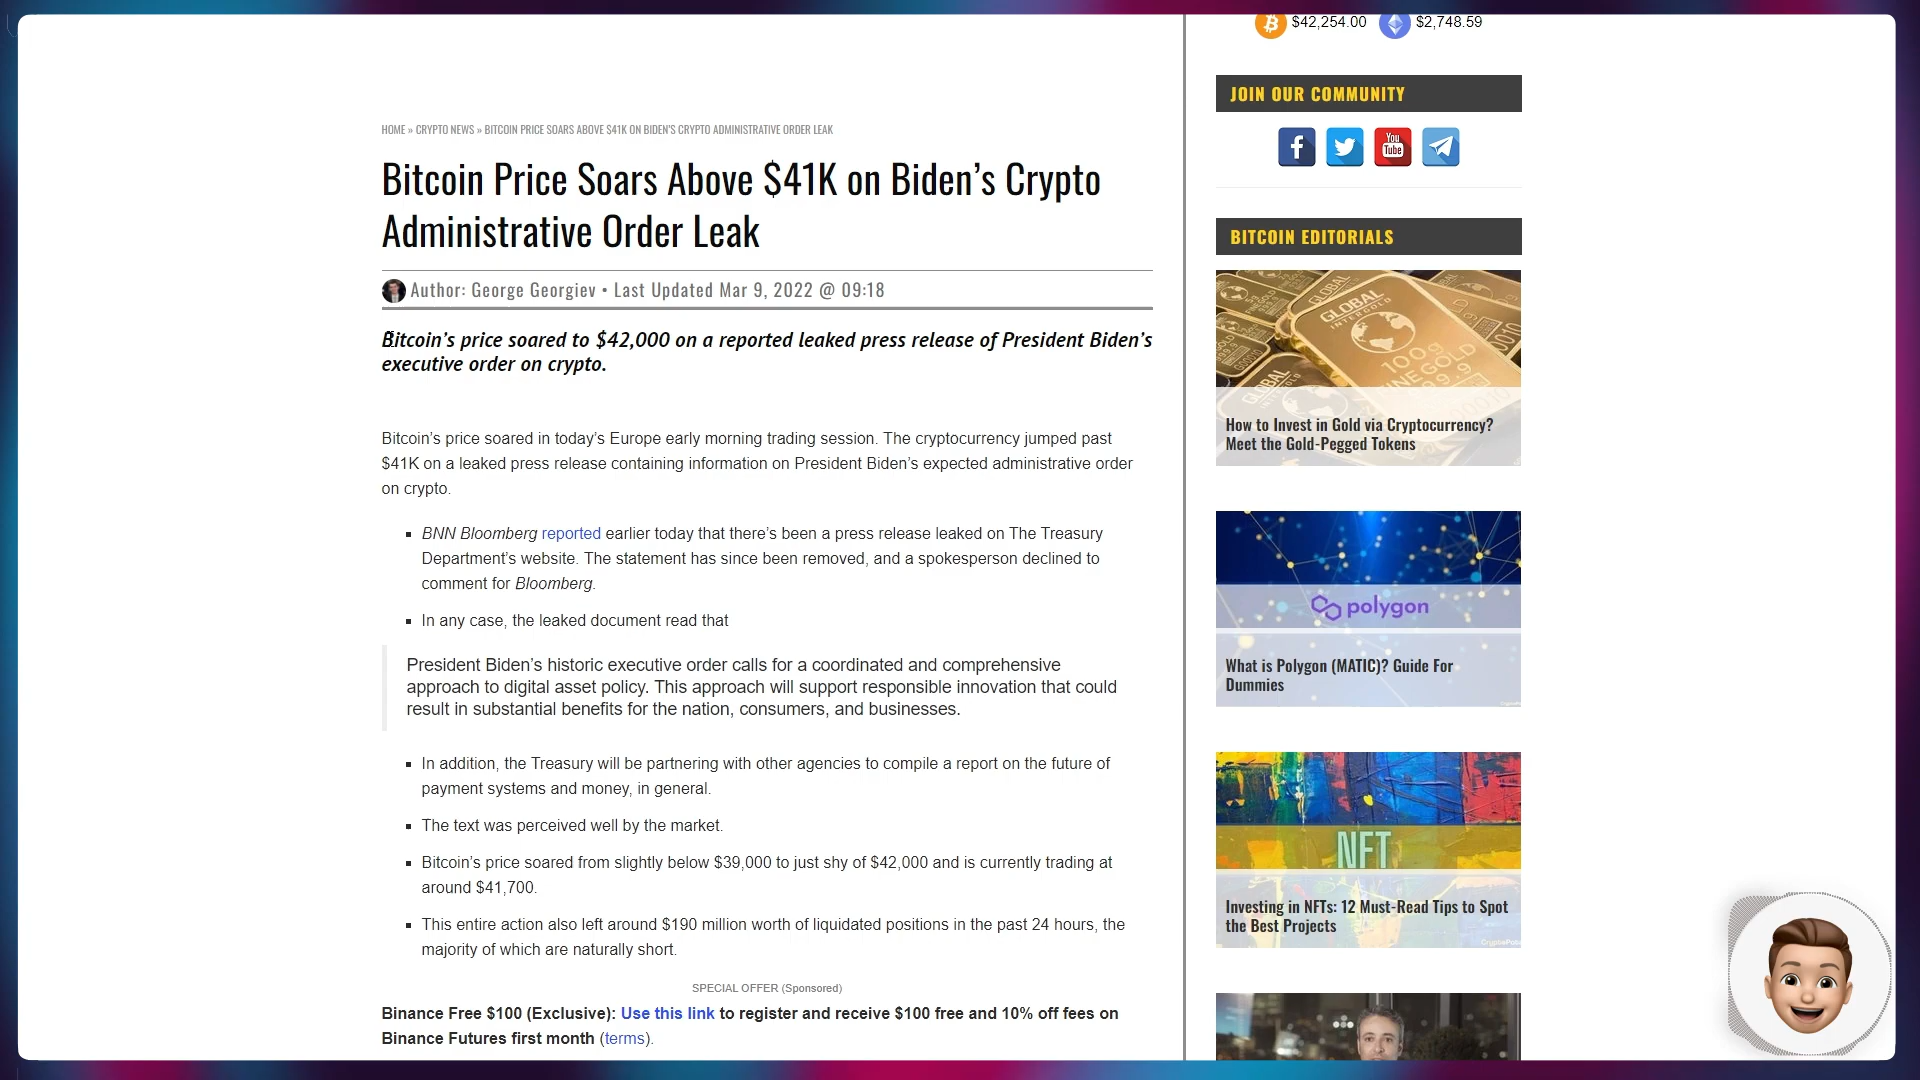 $42,254.00 $2,748.59
HOME » CRYPTO NEWS » BITCOIN PRICE SOARS ABOVE $41K ON BIDEN'S CRYPTO ADMINISTRATIVE ORDER LEAK
Bitcoin Price Soars Above $41K on Biden's Crypto
Administrative Order Leak
Author: George Georgiev • Last Updated Mar 9, 2022 @ 09:18
Bitcoin's price soared to $42,000 on a reported leaked press release of President Biden's
executive order on crypto.
Bitcoin's price soared in today's Europe early morning trading session. The cryptocurrency jumped past
$41K on a leaked press release containing information on President Biden's expected administrative order
on crypto.
BNN Bloomberg reported earlier today that there's been a press release leaked on The Treasury
Department's website. The statement has since been removed, and a spokesperson declined to
comment for Bloomberg.
In any case, the leaked document read that
President Biden's historic executive order calls for a coordinated and comprehensive
approach to digital asset policy. This approach will support responsible innovation that could
result in substantial benefits for the nation, consumers, and businesses.
In addition, the Treasury will be partnering with other agencies to compile a report on the future of
payment systems and money, in general.
The text was perceived well by the market.
Bitcoin's price soared from slightly below $39,000 to just shy of $42,000 and is currently trading at
around $41,700.
This entire action also left around $190 million worth of liquidated positions in the past 24 hours, the
majority of which are naturally short.
SPECIAL OFFER (Sponsored)
Binance Free $100 (Exclusive): Use this link to register and receive $100 free and 10% off fees on
Binance Futures first month (terms).
JOIN OUR COMMUNITY
You
Tube
BITCOIN EDITORIALS
GLOBAL
INTERGOLD
100g
FINE GOLD
99.9
How to Invest in Gold via Cryptocurrency?
Meet the Gold-Pegged Tokens
polygon
What is Polygon (MATIC)? Guide For
Dummies
NFT
Investing in NFTs: 12 Must-Read Tips to Spot
the Best Projects